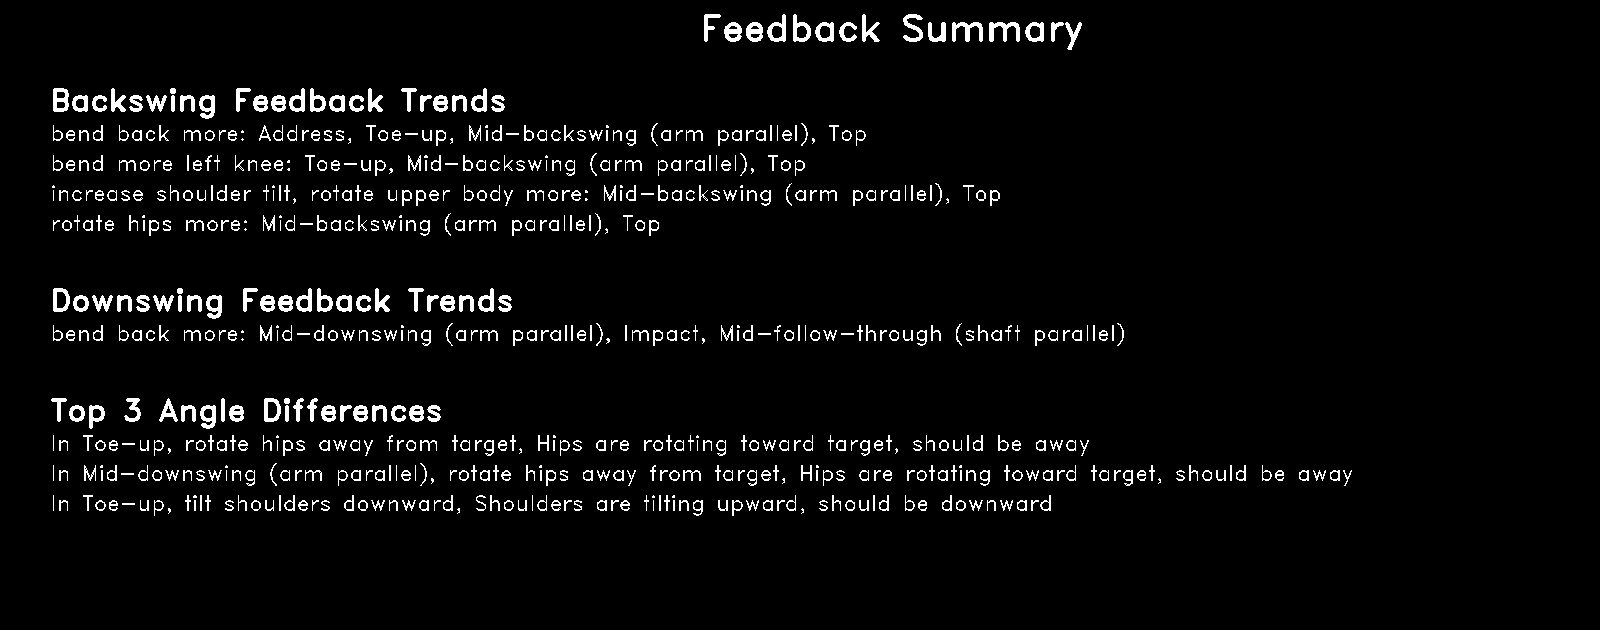 Feedback Summary
Backswing Feedback Trends
bend back more: Address, Toe-up, Mid-backswing (arm parallel), Top
bend more left knee: Toe-up, Mid-backswing (arm parallel), Top
increase shoulder tilt, rotate upper body more: Mid-backswing (arm parallel), Top
rotate hips more: Mid-backswing (arm parallel), Top
Downswing Feedback Trends
bend back more: Mid-downswing (arm parallel), Impact, Mid-follow-through (shaft parallel)
Top 3 Angle Differences
In Toe-up, rotate hips away from target, Hips are rotating toward target, should be away
In Mid-downswing (arm parallel), rotate hips away from target, Hips are rotating toward target, should be away
In Toe-up, tilt shoulders downward, Shoulders are tilting upward, should be downward